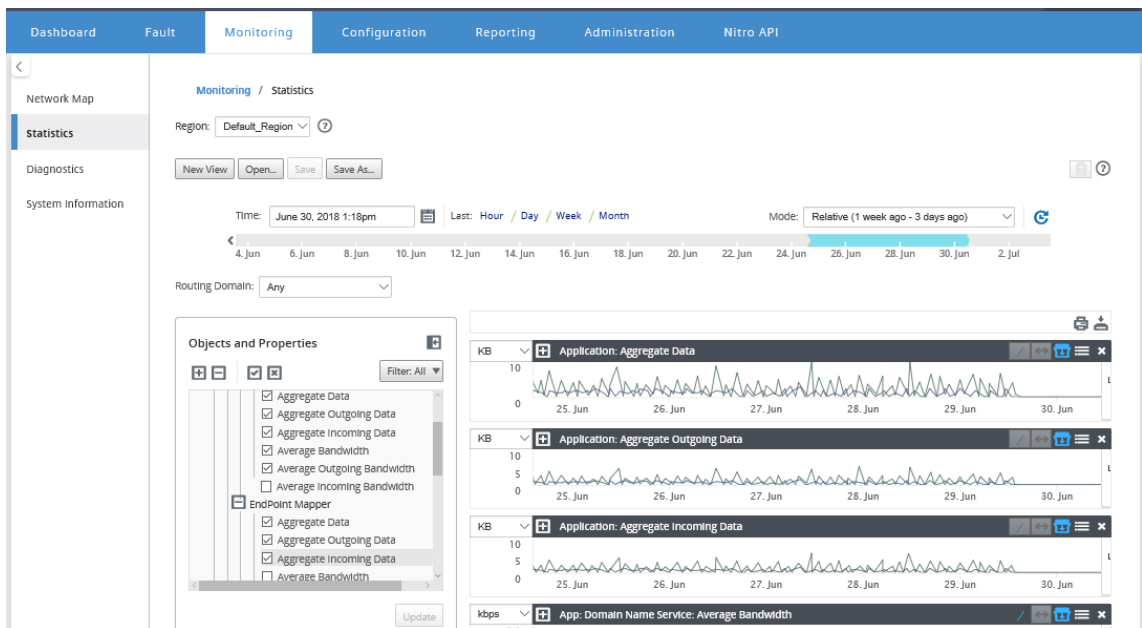 Dashboard Fault Monitoring Configuration Reporting Administration Nitro API
Network Map
Statistics
Diagnostics
System Information
Monitoring / Statistics
Region: Default_Region ?
New View Open... Save Save As... ?
Time: June 30, 2018 1:18pm Last: Hour / Day / Week / Month Mode: Relative (1 week ago - 3 days ago)
4. Jun 6. Jun 8. Jun 10. Jun 12. Jun 14. Jun 16. Jun 18. Jun 20. Jun 22. Jun 24. Jun 26. Jun 28. Jun 30. Jun 2. Jul
Routing Domain: Any
Objects and Properties
Filter: All
Aggregate Data
Aggregate Outgoing Data
Aggregate Incoming Data
Average Bandwidth
Average Outgoing Bandwidth
Average Incoming Bandwidth
EndPoint Mapper
Aggregate Data
Aggregate Outgoing Data
Aggregate Incoming Data
Average Bandwidth
Update
KB Application: Aggregate Data
10
0
25. Jun 26. Jun 27. Jun 28. Jun 29. Jun 30. Jun
KB Application: Aggregate Outgoing Data
10
5
0
25. Jun 26. Jun 27. Jun 28. Jun 29. Jun 30. Jun
KB Application: Aggregate Incoming Data
10
5
0
25. Jun 26. Jun 27. Jun 28. Jun 29. Jun 30. Jun
kbps App: Domain Name Service: Average Bandwidth